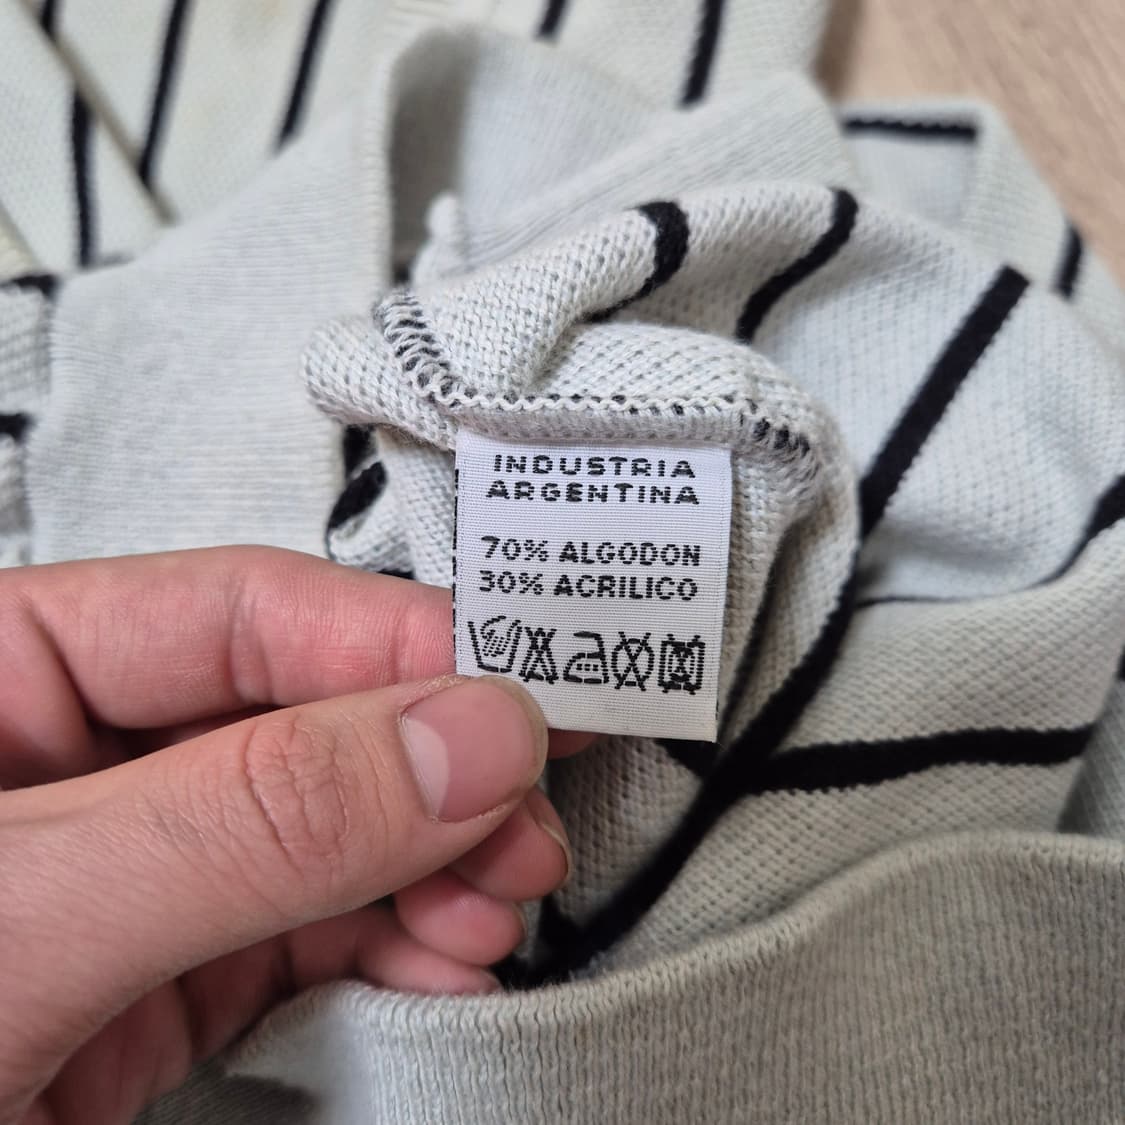 INDUSTRIA
ARGENTINA
70% ALGODON
30% ACRILICO